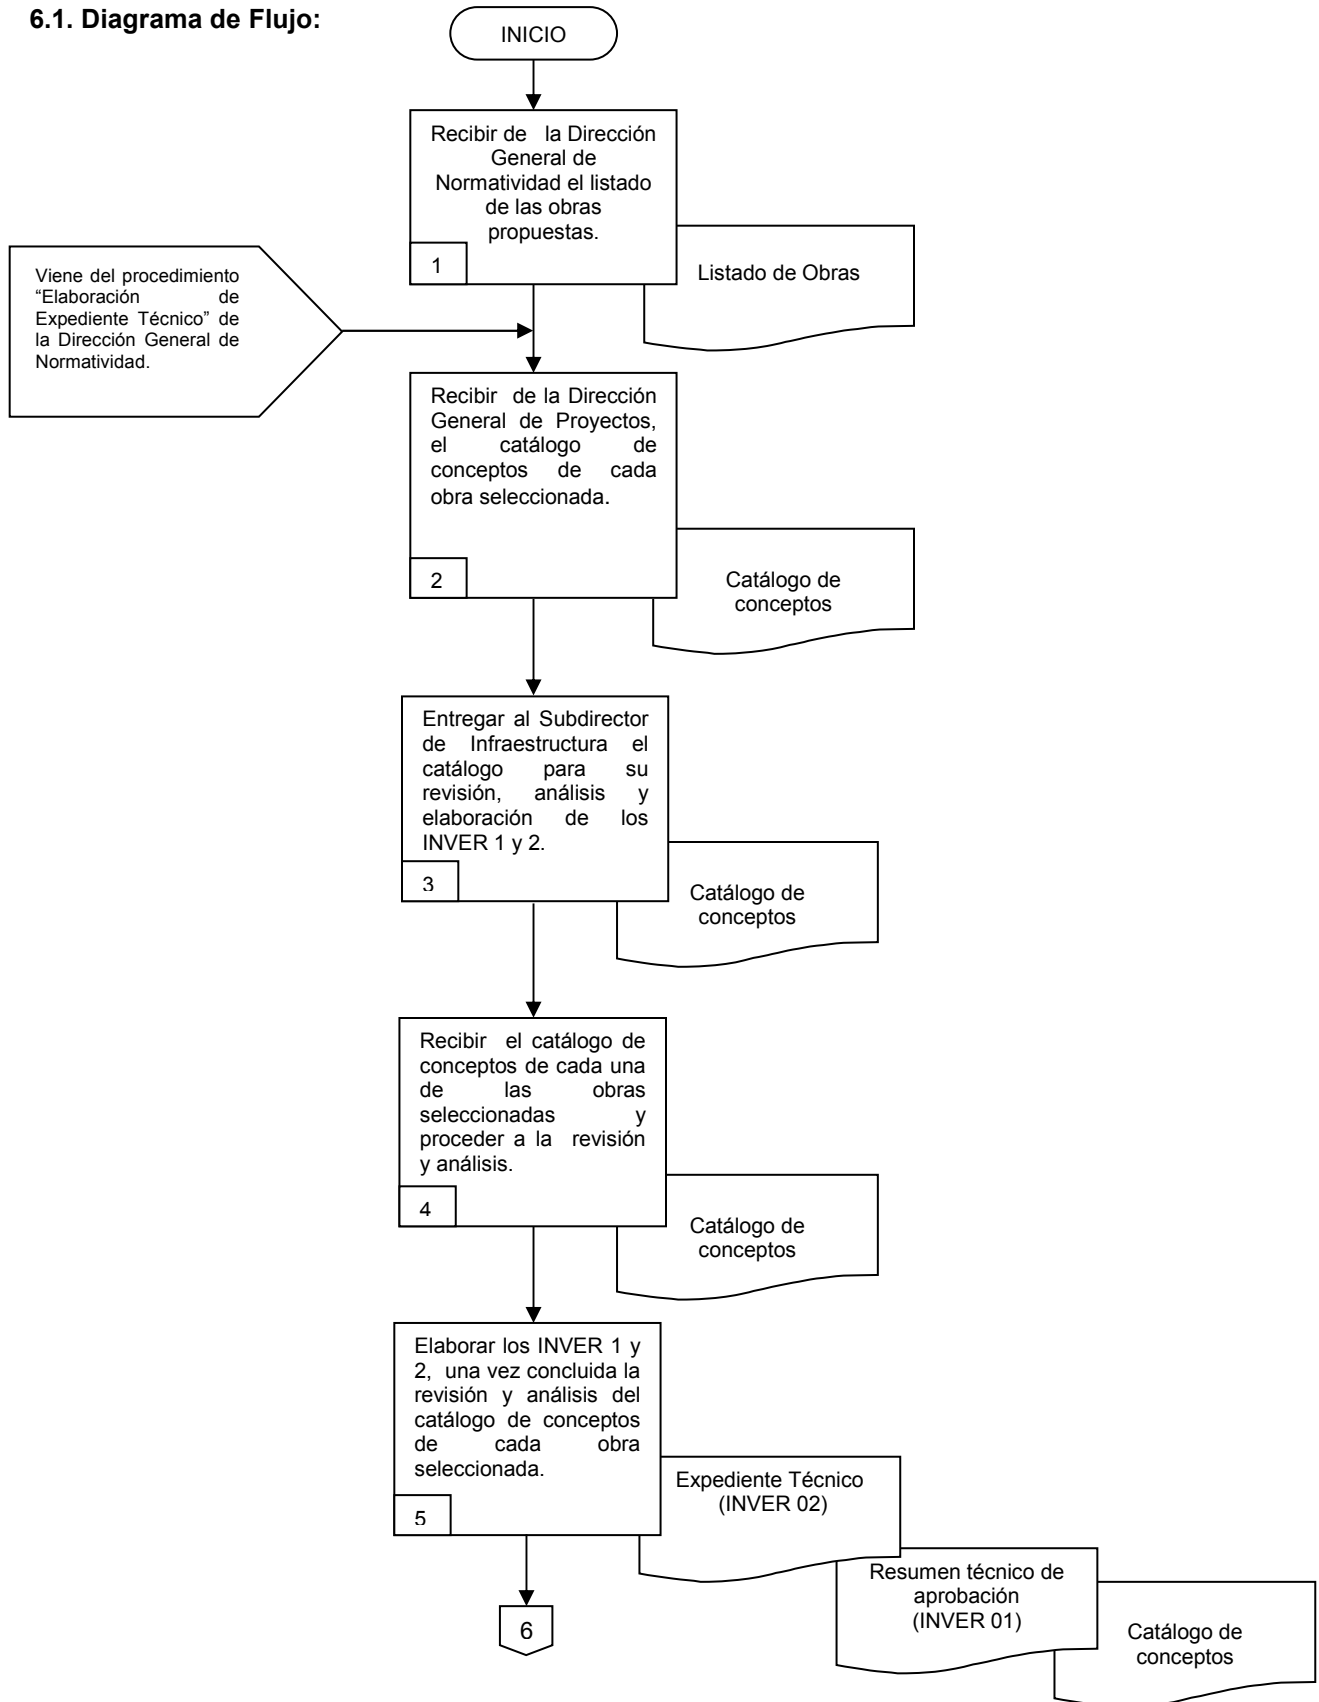 6.1. Diagrama de Flujo:
INICIO
Recibir de la Dirección
General de
Normatividad el listado
de las obras
propuestas.
1
Listado de Obras
Viene del procedimiento
“Elaboración de
Expediente Técnico” de
la Dirección General de
Normatividad.
Recibir de la Dirección
General de Proyectos,
el catálogo de
conceptos de cada
obra seleccionada.
2
Catálogo de
conceptos
Entregar al Subdirector
de Infraestructura el
catálogo para su
revisión, análisis y
elaboración de los
INVER 1 y 2.
3
Catálogo de
conceptos
Recibir el catálogo de
conceptos de cada una
de las obras
seleccionadas y
proceder a la revisión
y análisis.
4
Catálogo de
conceptos
Elaborar los INVER 1 y
2, una vez concluida la
revisión y análisis del
catálogo de conceptos
de cada obra
seleccionada.
5
Expediente Técnico
(INVER 02)
Resumen técnico de
aprobación
(INVER 01)
Catálogo de
conceptos
6